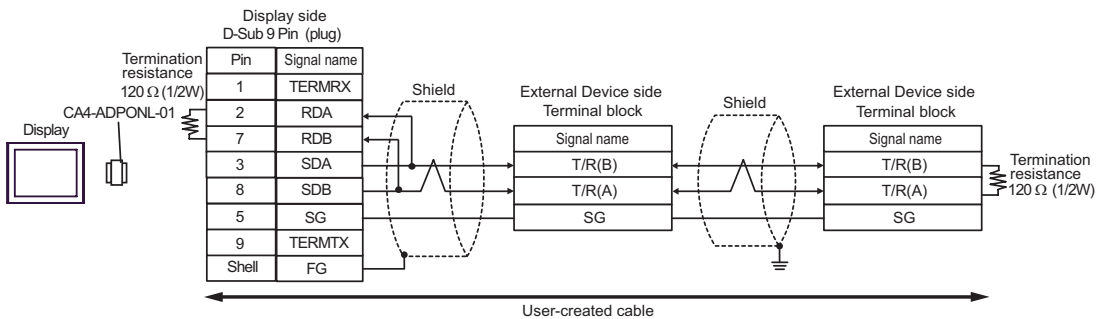 Display side
D-Sub 9 Pin (plug)
Termination
resistance
120 Ω (1/2W)
CA4-ADPONL-01
Display
Pin Signal name
1 TERMRX
2 RDA
7 RDB
3 SDA
8 SDB
5 SG
9 TERMTX
Shell FG
Shield
External Device side
Terminal block
Signal name
T/R(B)
T/R(A)
SG
Shield
External Device side
Terminal block
Signal name
T/R(B)
T/R(A)
SG
Termination
resistance
120 Ω (1/2W)
User-created cable